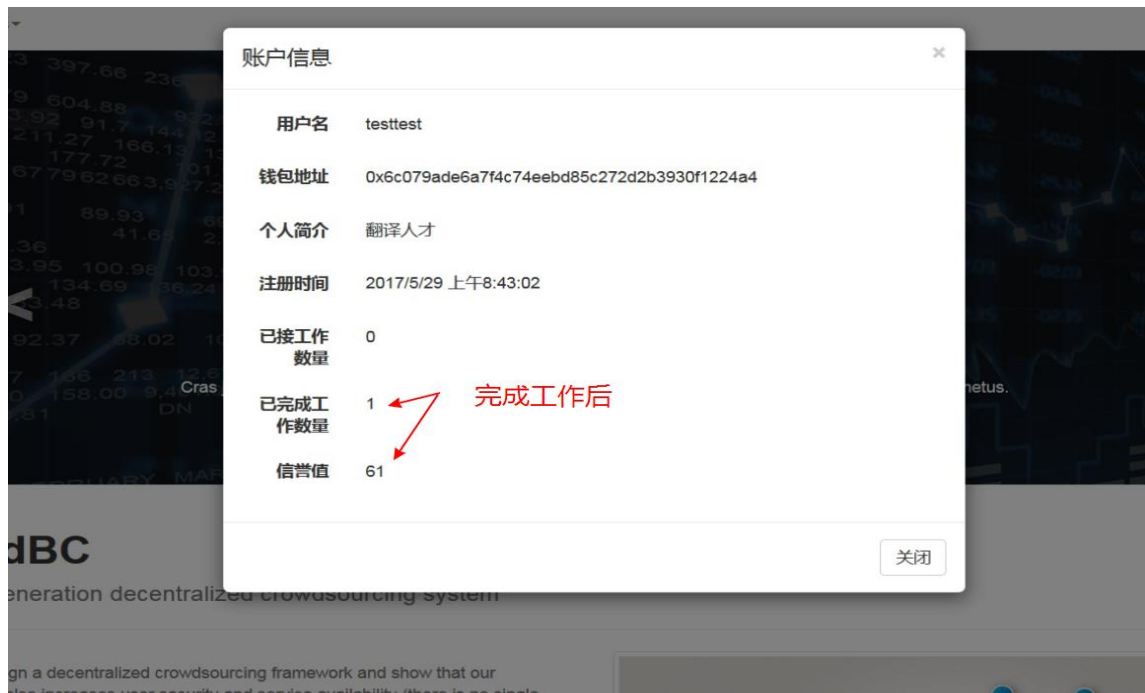 账户信息
×
用户名 testtest
钱包地址 0x6c079ade6a7f4c74eebd85c272d2b3930f1224a4
个人简介 翻译人才
注册时间 2017/5/29 上午8:43:02
已接工作 0
数量
已完成工 1 完成工作后
作数量
信誉值 61
关闭
Cras
netus.
dBC
eneration decentralized crowdsourcing system
gn a decentralized crowdsourcing framework and show that our